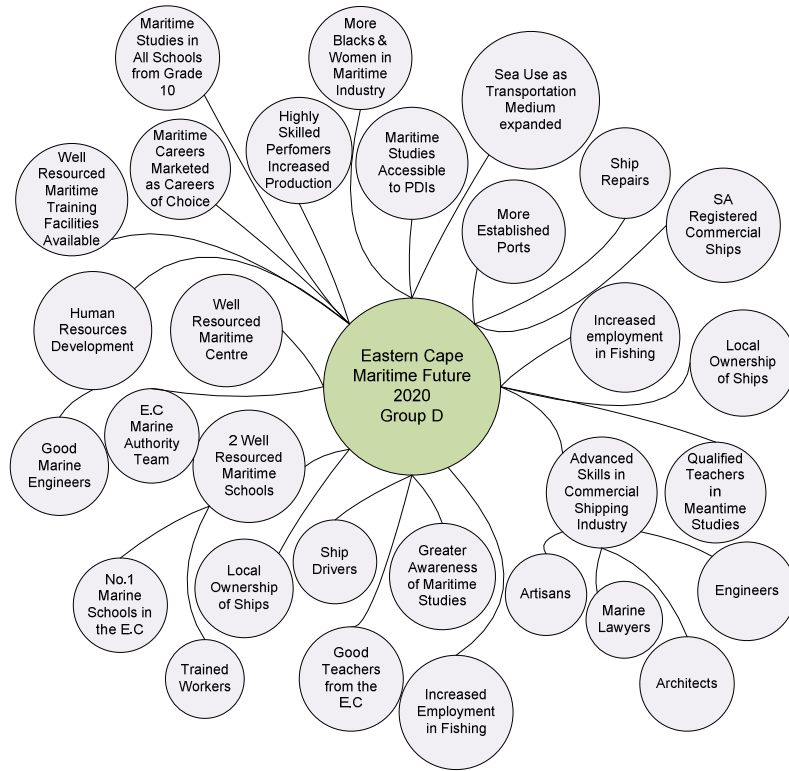 Maritime
Studies in
All Schools
from Grade
10
More
Blacks &
Women in
Maritime
Industry
Sea Use as
Transportation
Medium
expanded
Highly
Skilled
Perfomers
Increased
Production
Maritime
Careers
Marketed
as Careers
of Choice
Maritime
Studies
Accessible
to PDIs
Ship
Repairs
Well
Resourced
Maritime
Training
Facilities
Available
More
Established
Ports
SA
Registered
Commercial
Ships
Human
Resources
Development
Well
Resourced
Maritime
Centre
Increased
employment
in Fishing
Local
Ownership
of Ships
Eastern Cape
Maritime Future
2020
Group D
Good
Marine
Engineers
E.C
Marine
Authority
Team
2 Well
Resourced
Maritime
Schools
Advanced
Skills in
Commercial
Shipping
Industry
Qualified
Teachers
in
Meantime
Studies
No.1
Marine
Schools in
the E.C
Local
Ownership
of Ships
Ship
Drivers
Greater
Awareness
of Maritime
Studies
Artisans
Marine
Lawyers
Engineers
Trained
Workers
Good
Teachers
from the
E.C
Increased
Employment
in Fishing
Architects